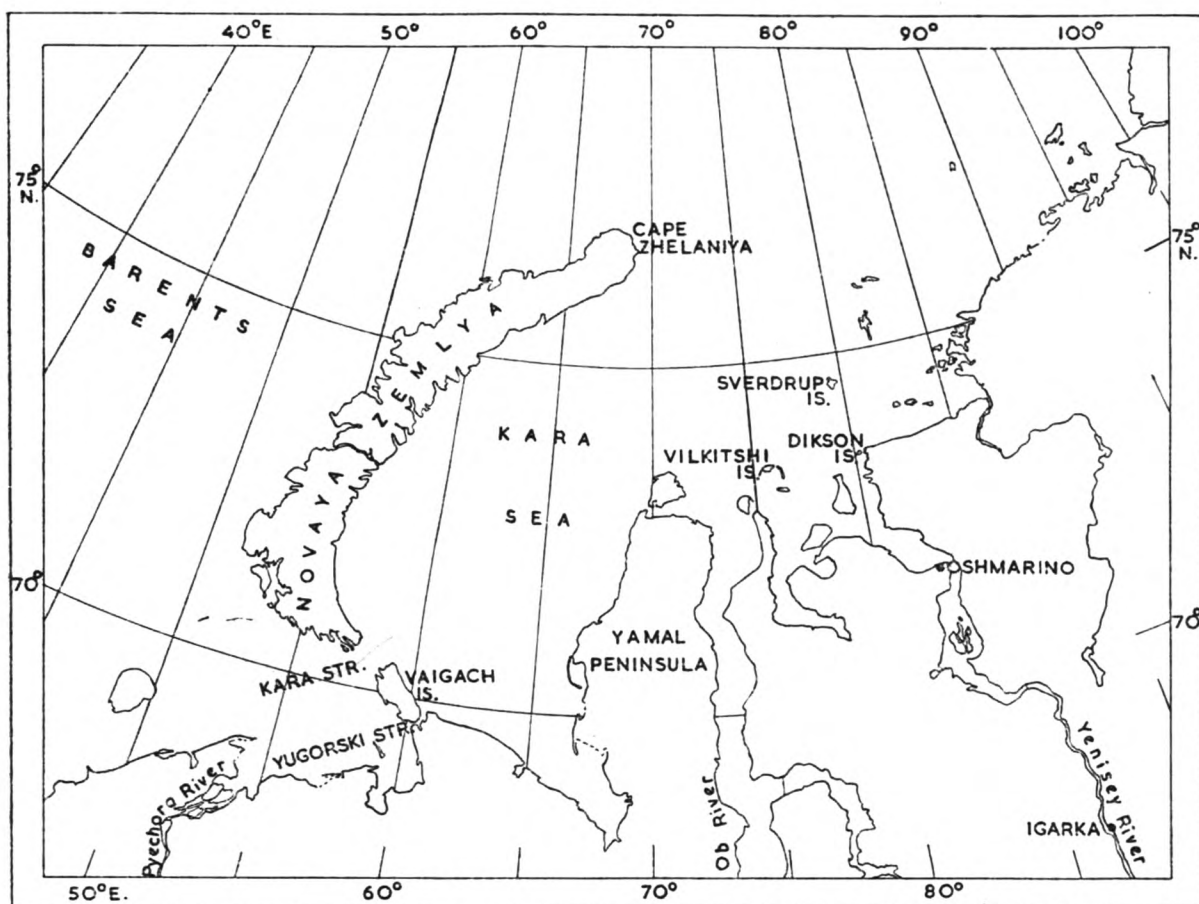 40°E 50° 60° 70° 80° 90° 100°
75°
N.
75°
N.
BARENTS
SEA
CAPE
ZHELANIYA
NOVAYA ZEMLYA
KARA
SEA
SVERDRUP
IS.
VILKITSHI
IS.
DIKSON
IS.
70°
70°
OSHMARINO
YAMAL
PENINSULA
KARA STR.
VAIGACH
IS.
YUGORSKI STR.
Pyechora River
Ob River
Yenisey River
IGARKA
50°E. 60° 70° 80°